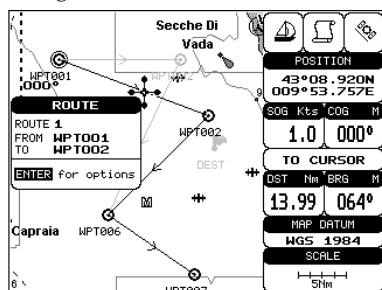 Secche Di
Vada
WPT001
000°
ROUTE
ROUTE 1
FROM WPT001
TO WPT002
ENTER for options
WPT002
DEST
Capraia
WPT006
POSITION
43°08.920N
009°53.757E
SOG Kts COG M
1.0 000°
TO CURSOR
DST Nm BRG M
13.99 064°
MAP DATUM
WGS 1984
SCALE
5Nm
9
6